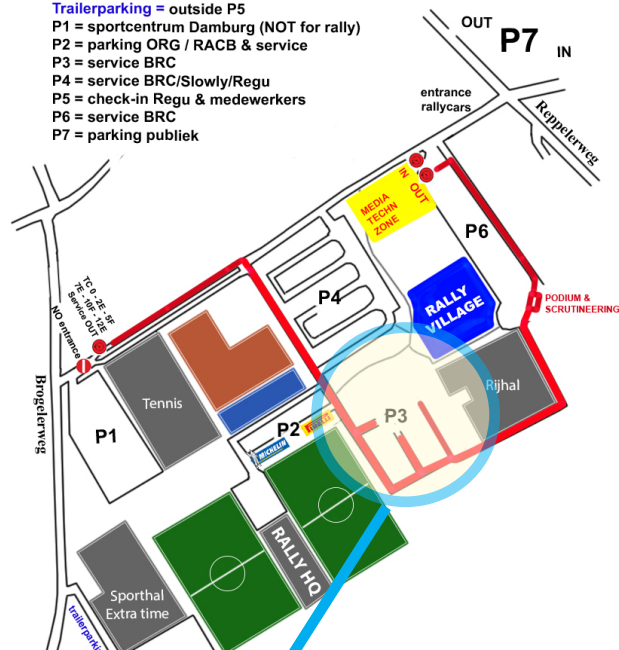 Trailerparking = outside P5
P1 = sportcentrum Damburg (NOT for rally)
P2 = parking ORG / RACB & service
P3 = service BRC
P4 = service BRC/Slowly/Regu
P5 = check-in Regu & medewerkers
P6 = service BRC
P7 = parking publiek
OUT
P7
IN
entrance
rallycars
Reppelerweg
IN
OUT
MEDIA
TECHN
ZONE
P6
TC 0 - 2E - 5F
7E - 10F - 12E
Service OUT
NO entrance
P4
RALLY
VILLAGE
PODIUM &
SCRUTINEERING
Brogelerweg
Tennis
Rijhal
P1
P2
PIRELLI
MICHELIN
P3
RALLY HQ
Sporthal
Extra time
trailerparkin